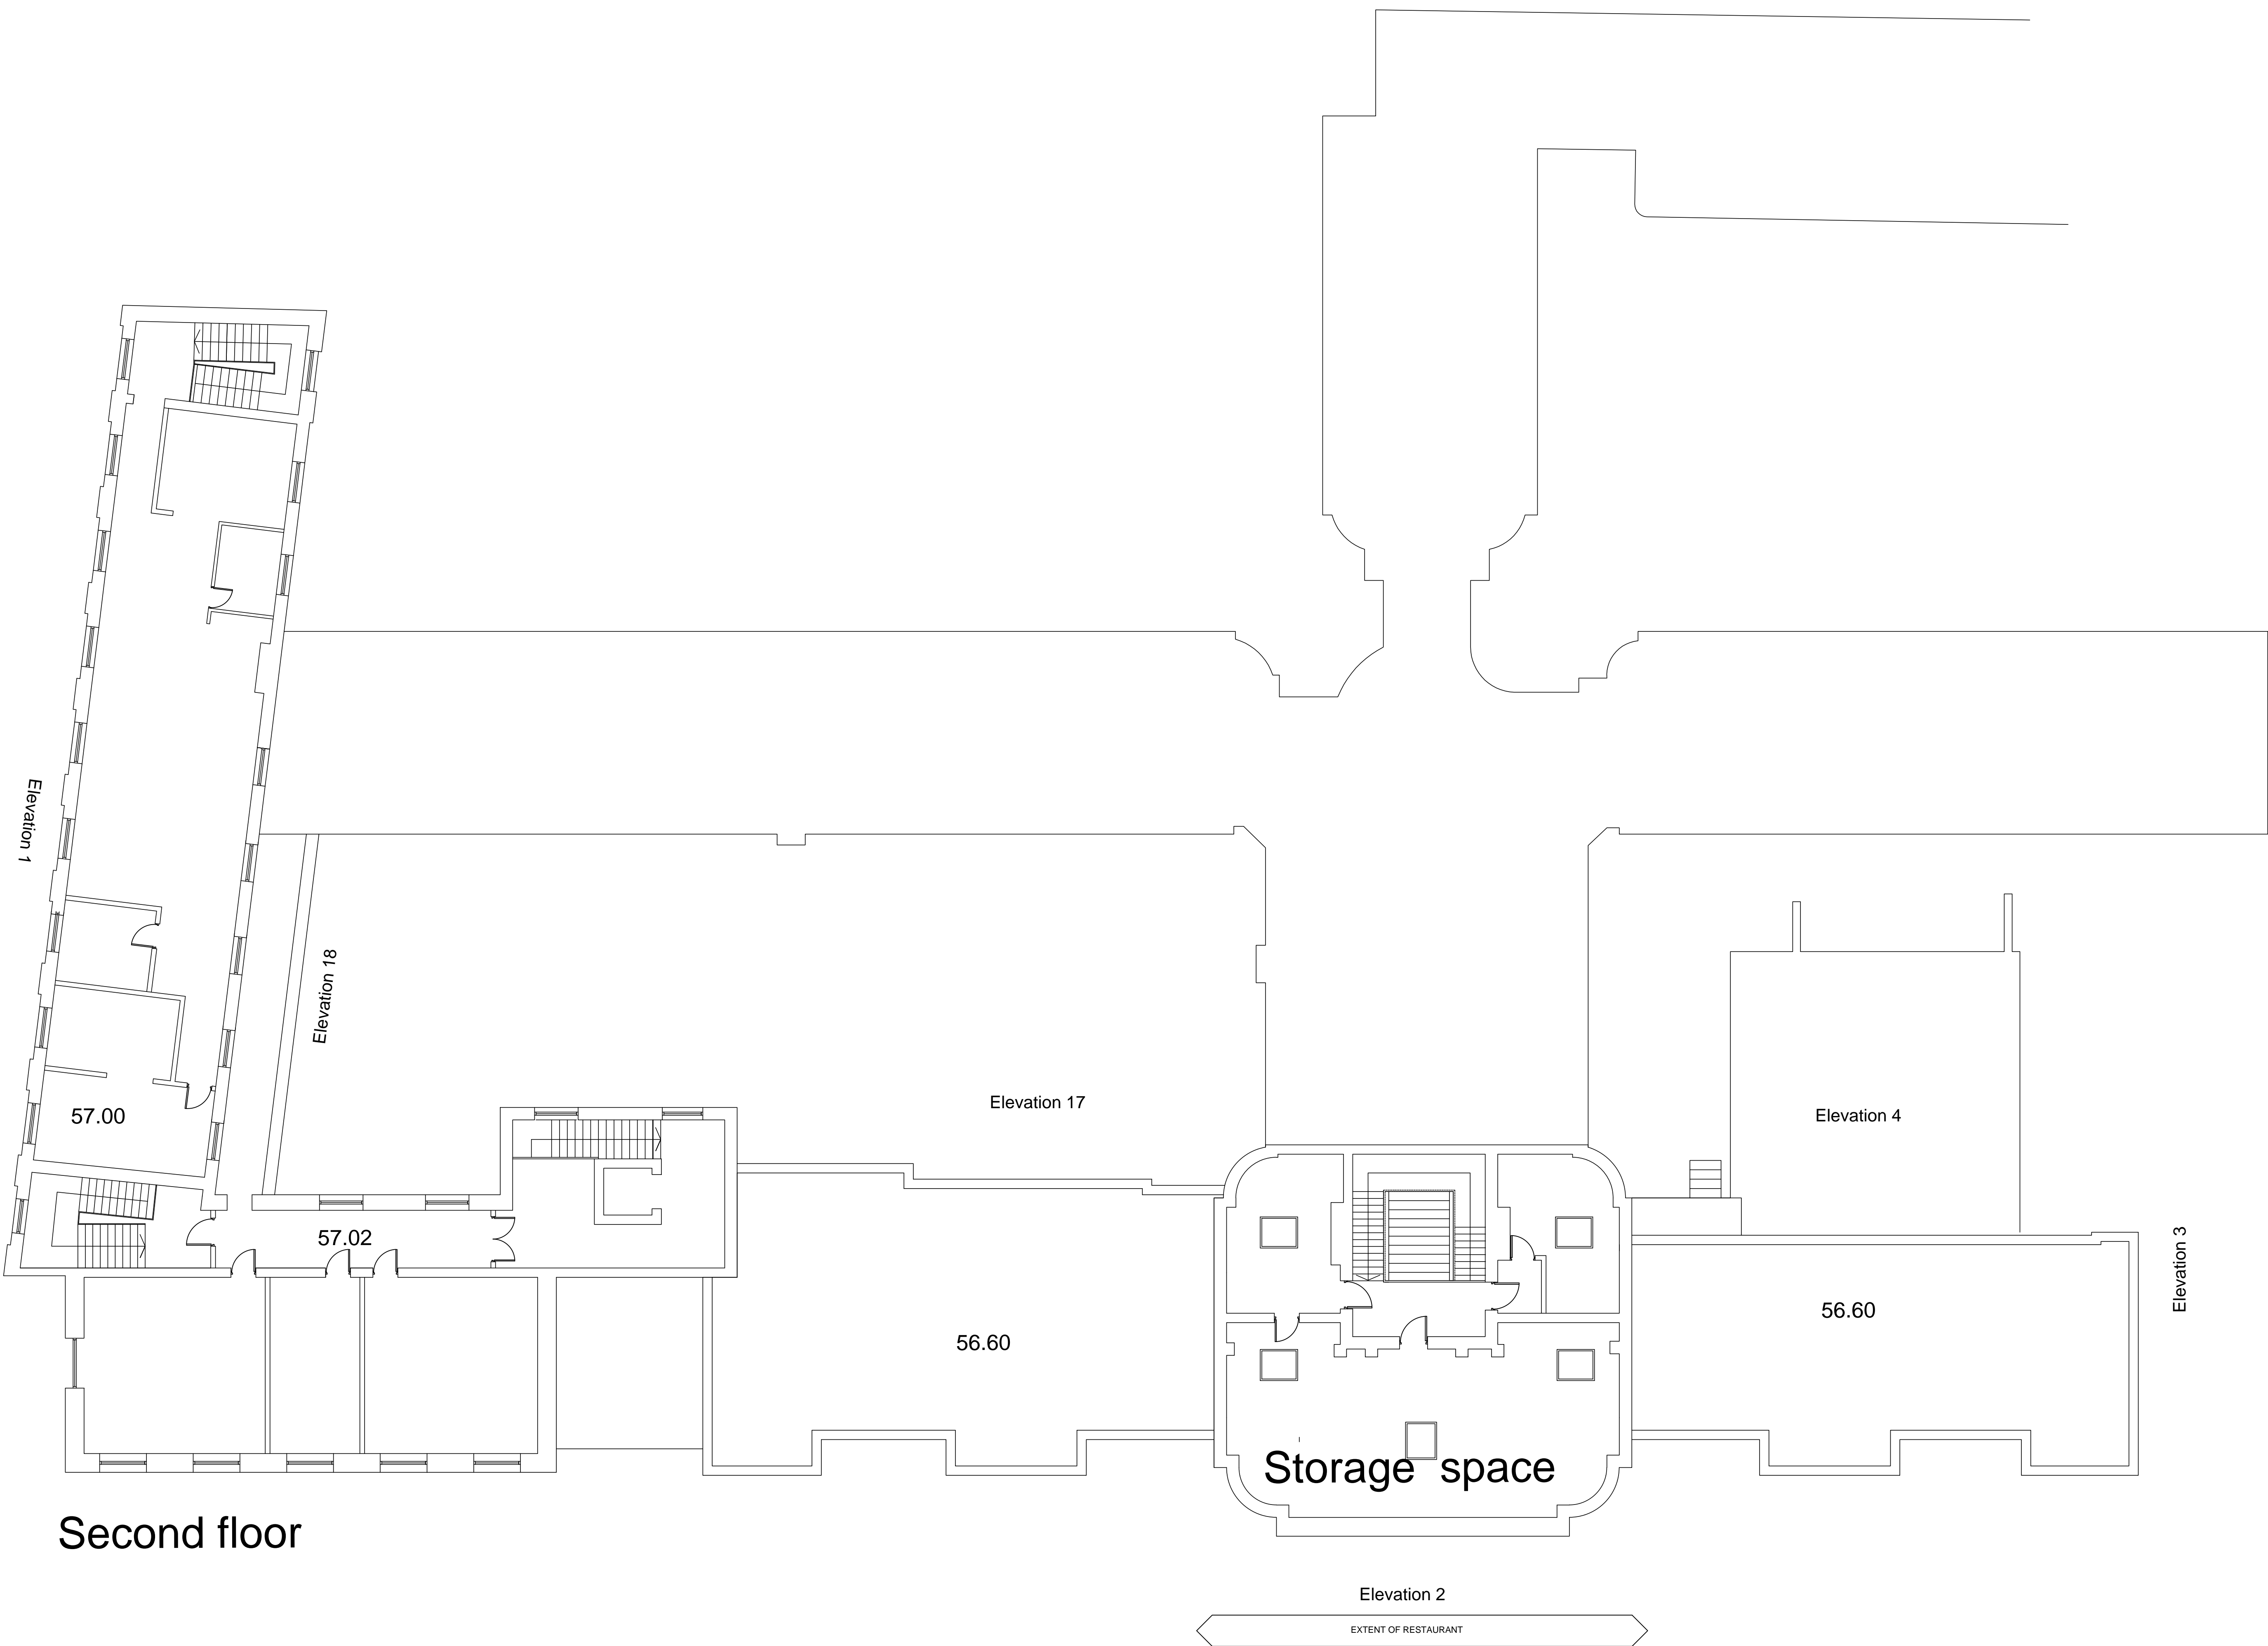 Elevation 1
Elevation 18
Elevation 17
Elevation 4
57.00
57.02
Elevation 3
56.60
56.60
Storage space
Second floor
Elevation 2
EXTENT OF RESTAURANT